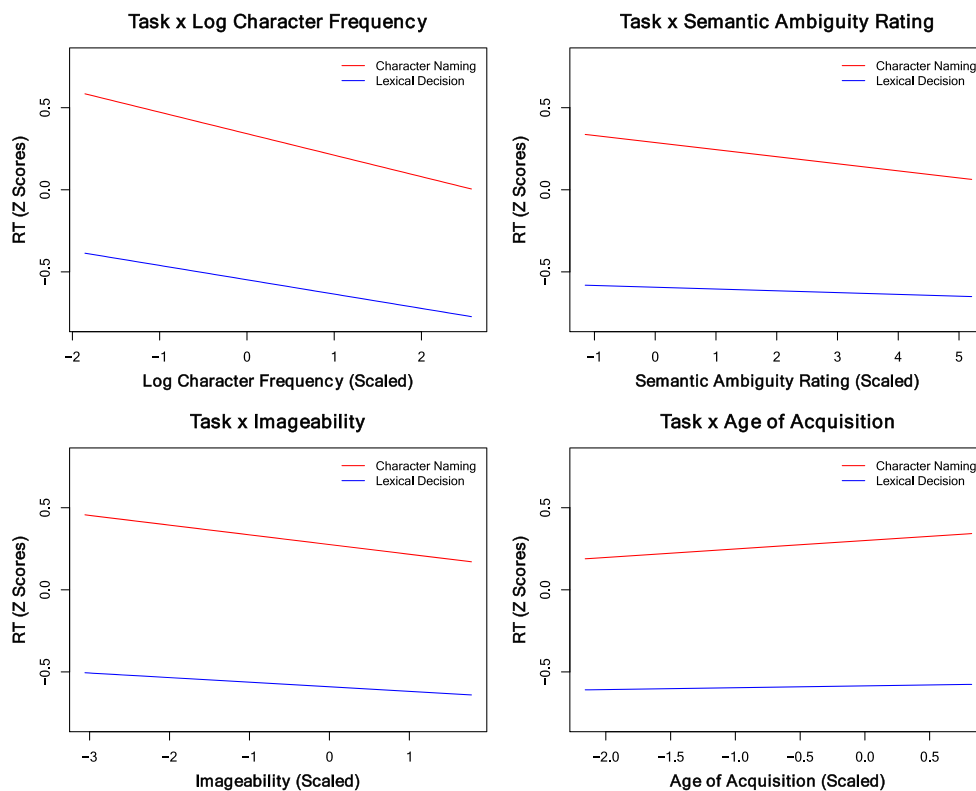 Task x Log Character Frequency
Character Naming
Lexical Decision
RT (Z Scores)
0.5
0.0
−0.5
−2 −1 0 1 2
Log Character Frequency (Scaled)
Task x Semantic Ambiguity Rating
Character Naming
Lexical Decision
RT (Z Scores)
0.5
0.0
−0.5
−1 0 1 2 3 4 5
Semantic Ambiguity Rating (Scaled)
Task x Imageability
Character Naming
Lexical Decision
RT (Z Scores)
0.5
0.0
−0.5
−3 −2 −1 0 1
Imageability (Scaled)
Task x Age of Acquisition
Character Naming
Lexical Decision
RT (Z Scores)
0.5
0.0
−0.5
−2.0 −1.5 −1.0 −0.5 0.0 0.5
Age of Acquisition (Scaled)